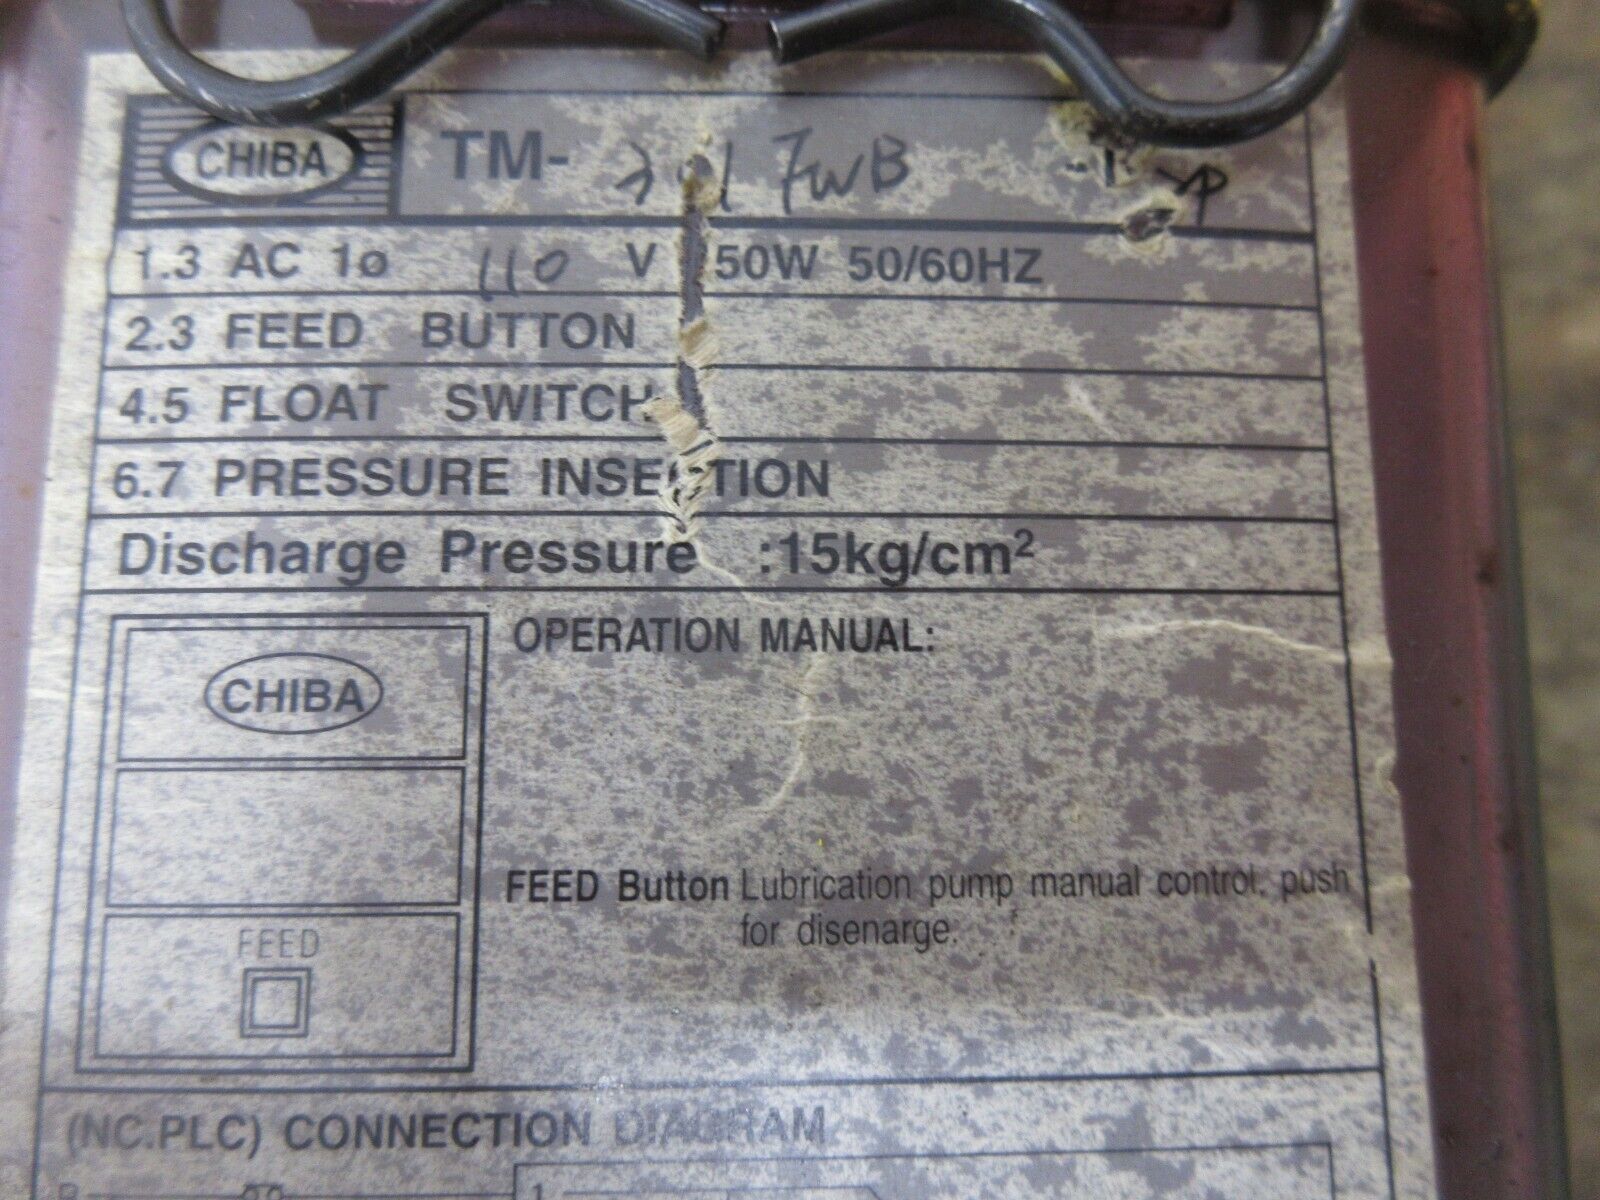 CHIBA TM- 301 7WB
1.3 AC 1ø 110 V 50W 50/60HZ
2.3 FEED BUTTON
4.5 FLOAT SWITCH
6.7 PRESSURE INSECTION
Discharge Pressure :15kg/cm²
OPERATION MANUAL:
CHIBA
FEED Button Lubrication pump manual control, push
for disenarge.
FEED
(NC.PLC) CONNECTION DIAGRAM